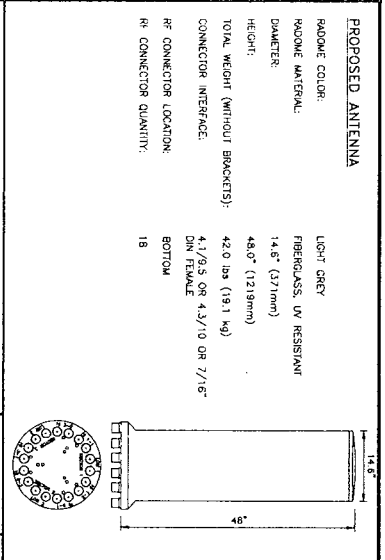 PROPOSED ANTENNA
RADOME COLOR: LIGHT GREY
RADOME MATERIAL: FIBERGLASS, UV RESISTANT
DIAMETER: 14.6" (371mm)
HEIGHT: 48.0" (1219mm)
TOTAL WEIGHT (WITHOUT BRACKETS): 42.0 lbs (19.1 kg)
CONNECTOR INTERFACE: 4.1/9.5 OR 4.3/10 OR 7/16"
DIN FEMALE
RF CONNECTOR LOCATION: BOTTOM
RF CONNECTOR QUANTITY: 18
14.6"
48"